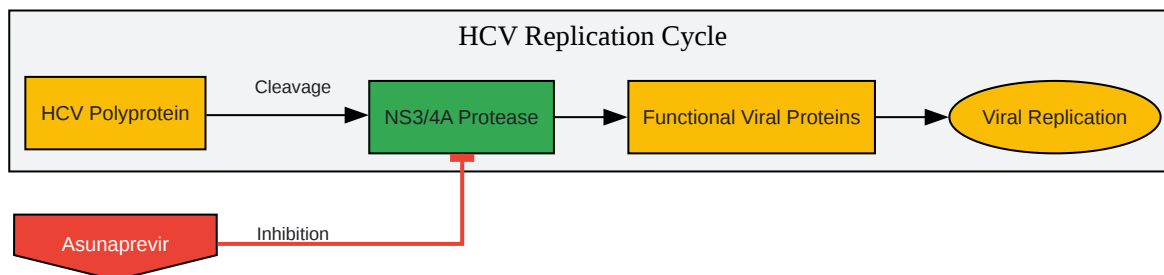 HCV Replication Cycle
Cleavage
HCV Polyprotein
NS3/4A Protease
Functional Viral Proteins
Viral Replication
Inhibition
Asunaprevir